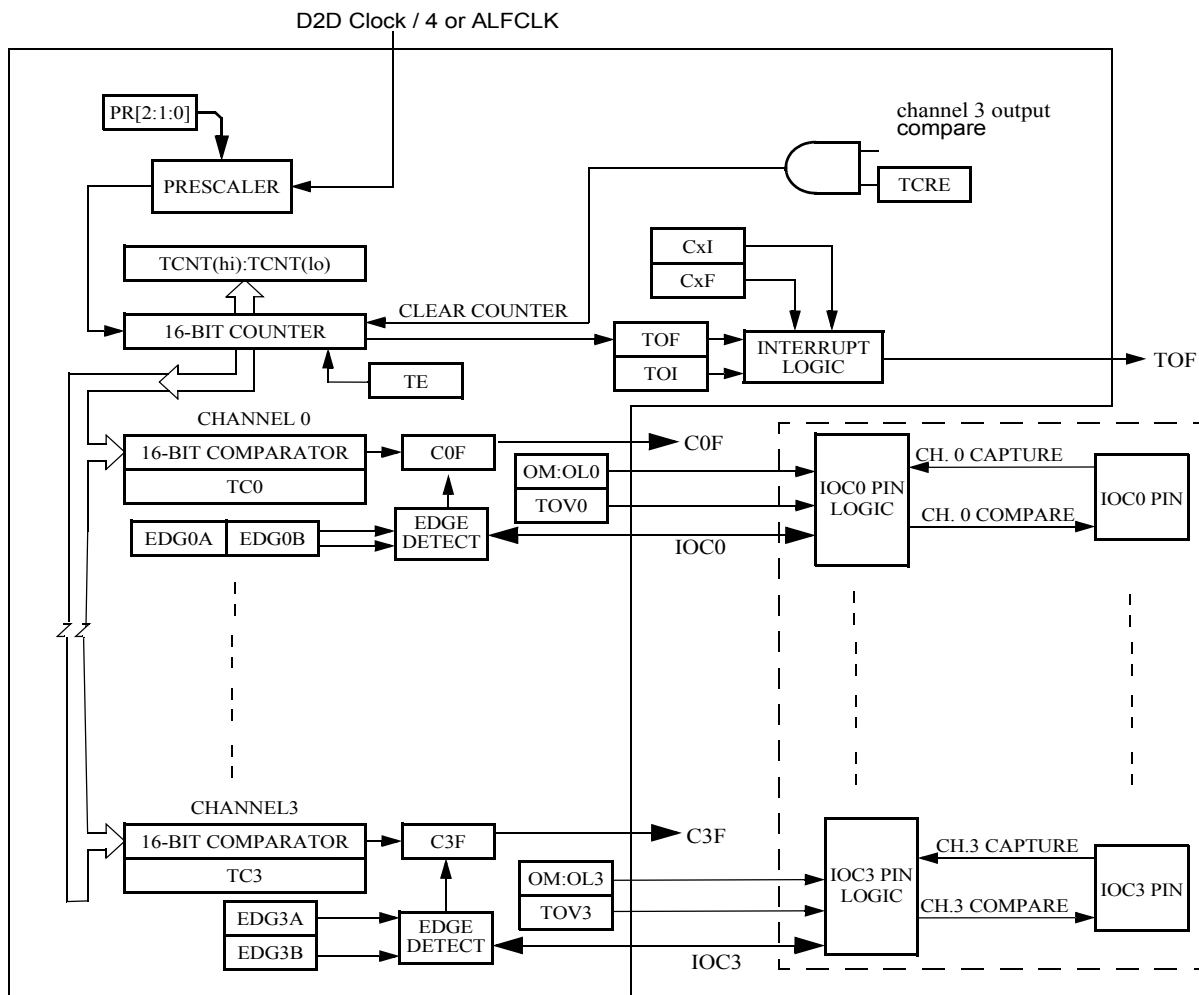 D2D Clock / 4 or ALFCLK
PR[2:1:0]
channel 3 output
compare
PRESCALER
TCRE
CxI
CxF
TCNT(hi):TCNT(lo)
CLEAR COUNTER
16-BIT COUNTER
TOF
TOI
INTERRUPT
LOGIC
TOF
TE
CHANNEL 0
16-BIT COMPARATOR
TC0
C0F
C0F
OM:OL0
TOV0
IOC0 PIN
LOGIC
CH. 0 CAPTURE
CH. 0 COMPARE
IOC0 PIN
EDG0A
EDG0B
EDGE
DETECT
IOC0
CHANNEL3
16-BIT COMPARATOR
TC3
C3F
C3F
OM:OL3
TOV3
IOC3 PIN
LOGIC
CH.3 CAPTURE
CH.3 COMPARE
IOC3 PIN
EDG3A
EDG3B
EDGE
DETECT
IOC3